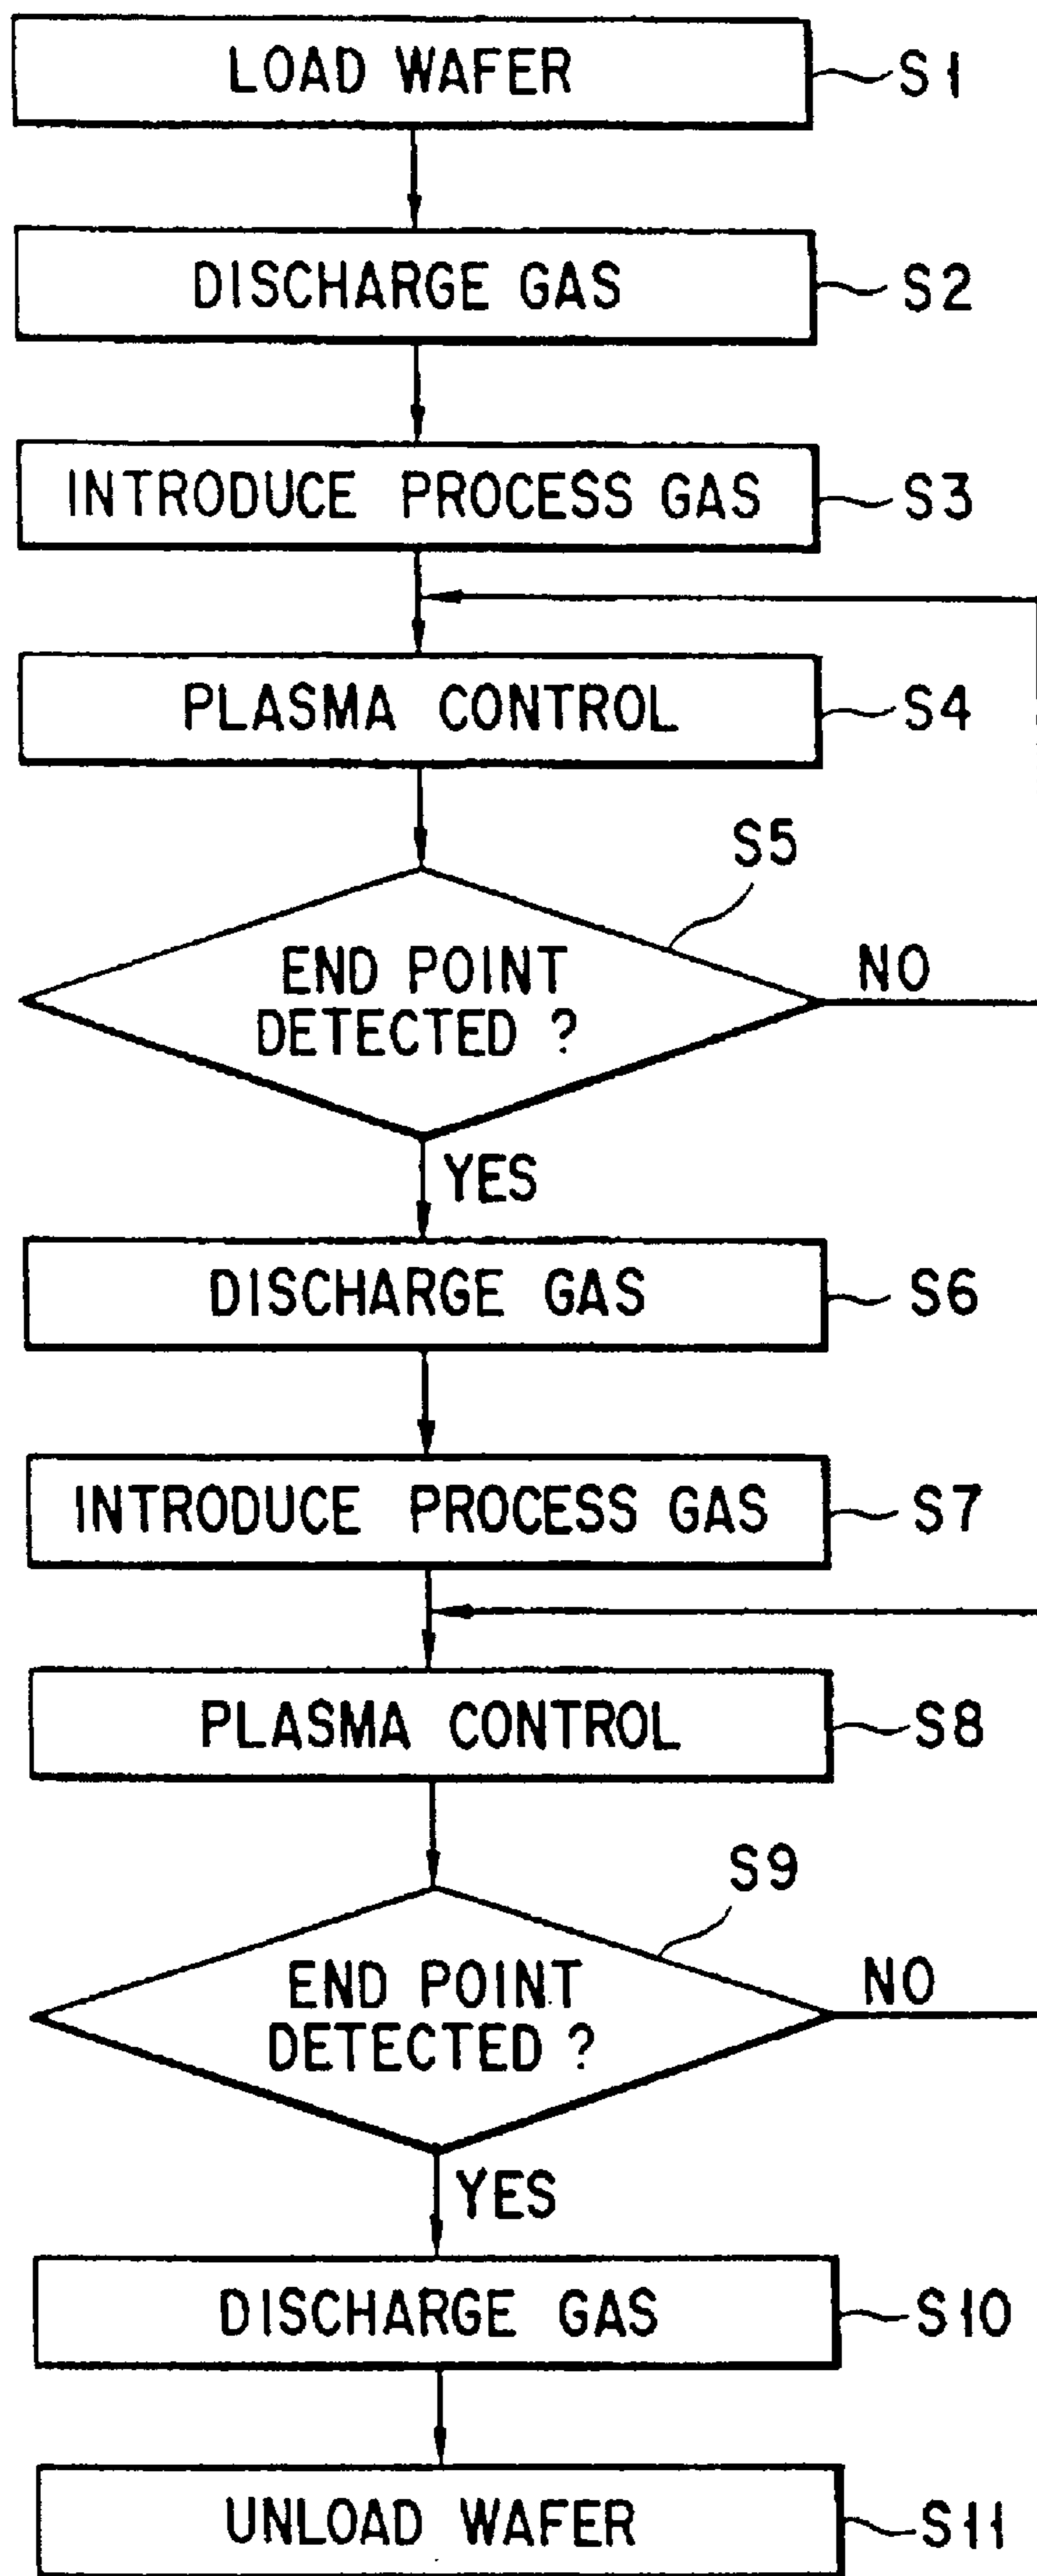 LOAD WAFER S1
DISCHARGE GAS S2
INTRODUCE PROCESS GAS S3
PLASMA CONTROL S4
S5
END POINT NO
DETECTED ?
YES
DISCHARGE GAS S6
INTRODUCE PROCESS GAS S7
PLASMA CONTROL S8
S9
END POINT NO
DETECTED ?
YES
DISCHARGE GAS S10
UNLOAD WAFER S11